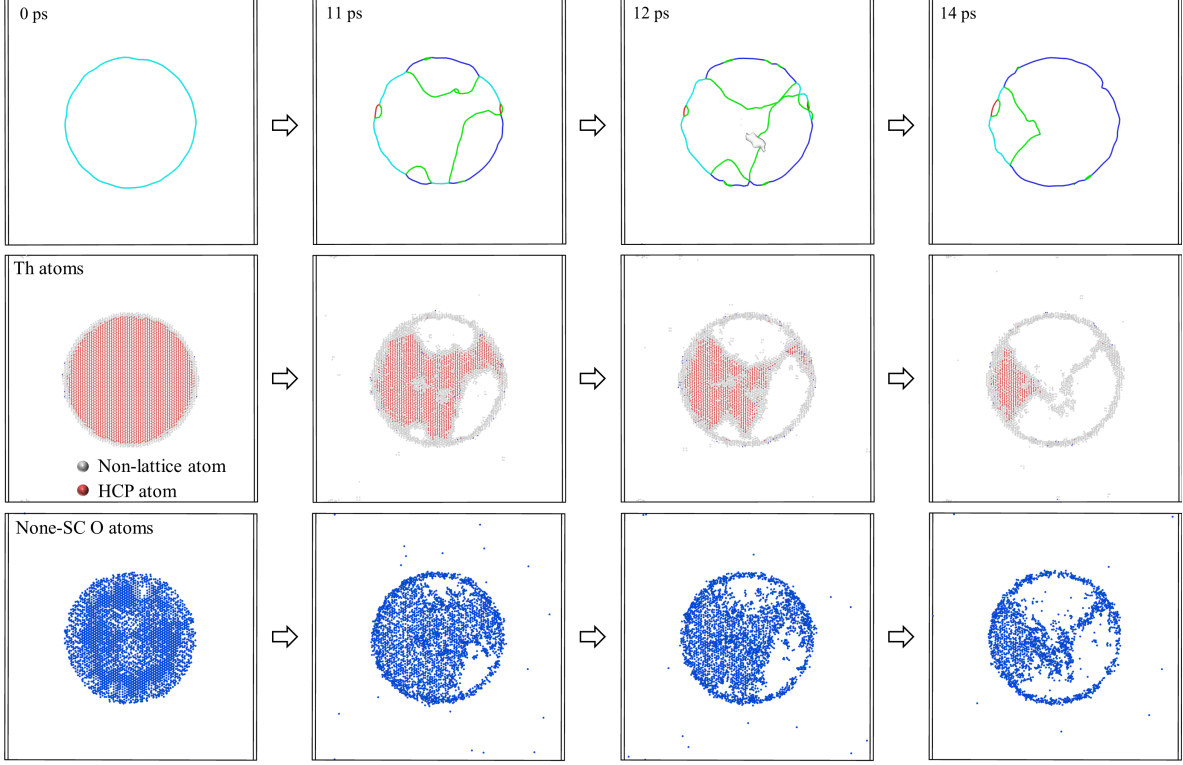 0 ps
11 ps
12 ps
14 ps
Th atoms
Non-lattice atom
HCP atom
None-SC O atoms